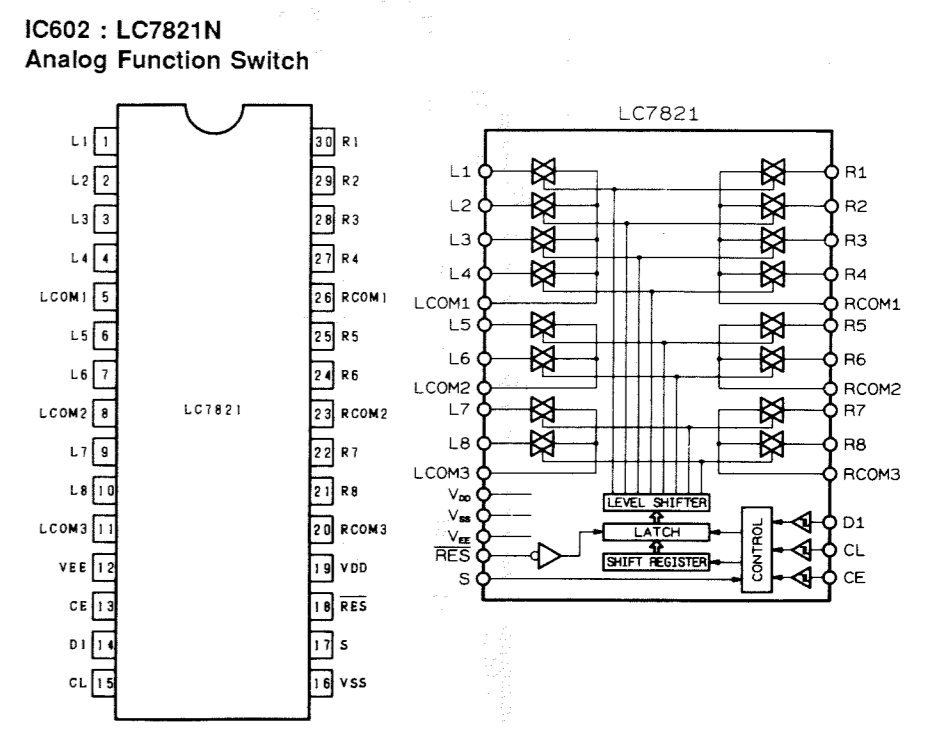 IC602 : LC7821N
Analog Function Switch
L1 1
L2 2
L3 3
L4 4
LCOM1 5
L5 6
L6 7
LCOM2 8
L7 9
L8 10
LCOM3 11
VEE 12
CE 13
D1 14
CL 15
LC7821
30 R1
29 R2
28 R3
27 R4
26 RCOM1
25 R5
24 R6
23 RCOM2
22 R7
21 R8
20 RCOM3
19 VDD
18 RES
17 S
16 VSS
LC7821
L1
L2
L3
L4
LCOM1
L5
L6
LCOM2
L7
L8
LCOM3
VDD
VSS
VEE
RES
S
R1
R2
R3
R4
RCOM1
R5
R6
RCOM2
R7
R8
RCOM3
D1
CL
CE
LEVEL SHIFTER
LATCH
SHIFT REGISTER
CONTROL